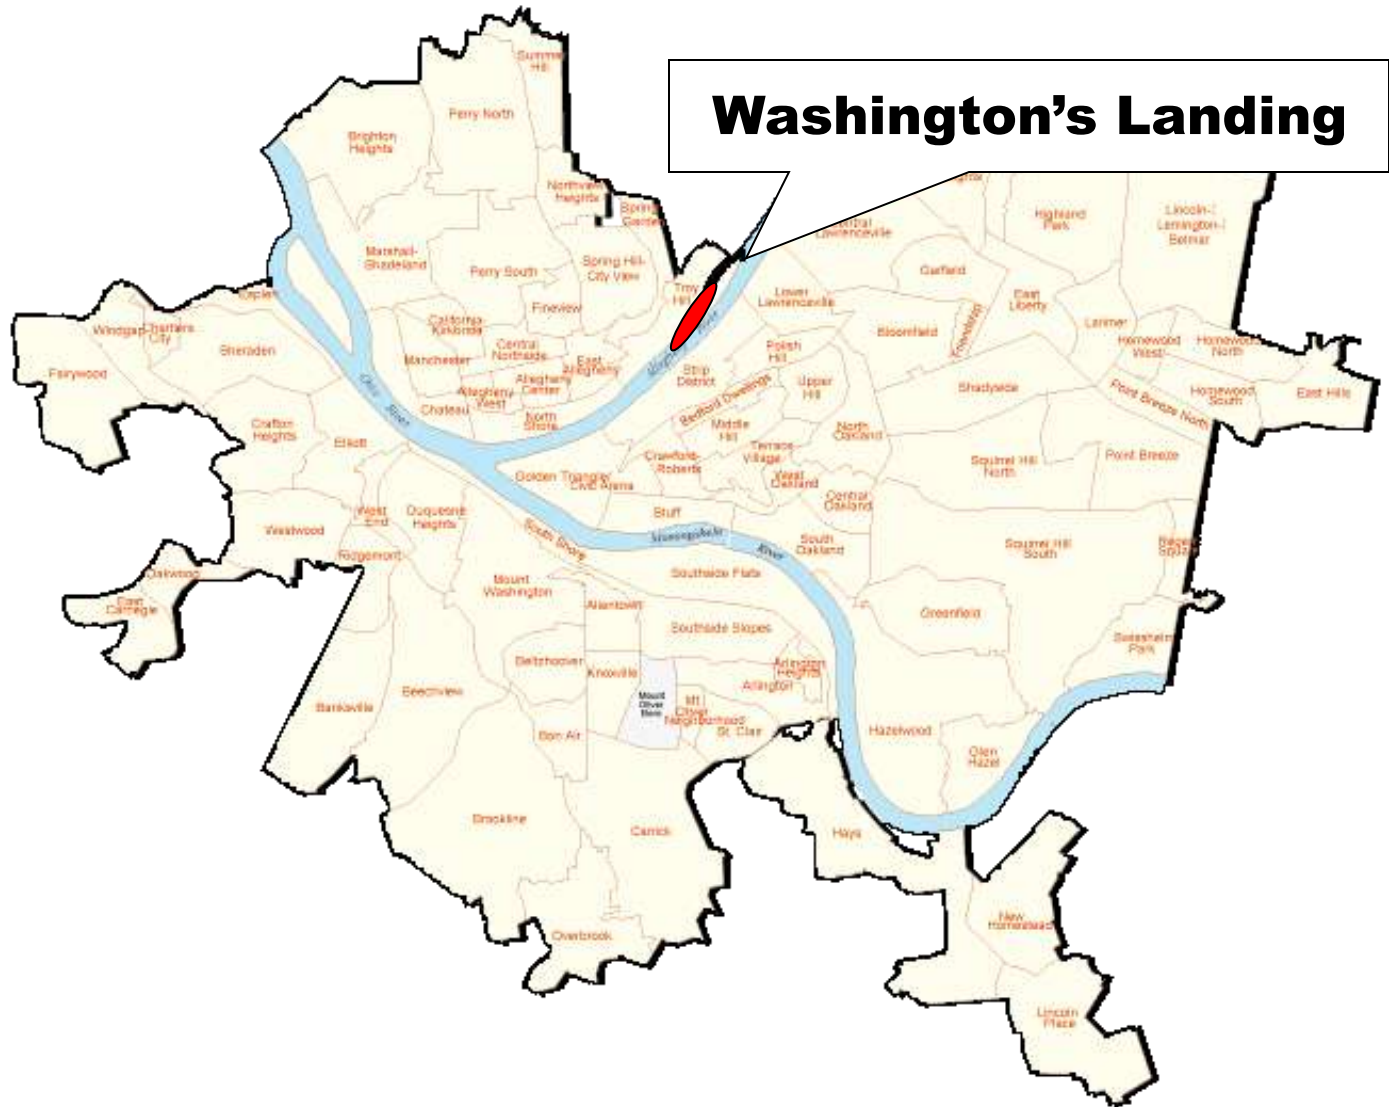 Washington’s Landing
Summer
Hill
Perry North
Brighton
Heights
Northview
Heights
Spring
Garden
Highland
Park
Lincoln-
Lemington-
Belmar
Central
Lawrenceville
Marshall-
Shadeland
Perry South
Spring Hill-
City View
Garfield
Troy
Hill
Lower
Lawrenceville
East
Liberty
Fineview
California-
Kirkbride
Windgap
Chartiers
City
Bloomfield
Friendship
Larimer
Central
Northside
Polish
Hill
Homewood
West
Homewood
North
Sheraden
Manchester
East
Allegheny
River
Fairywood
Strip
District
Allegheny
Center
Allegheny
West
Bedford Dwellings
Upper
Hill
Shadyside
Point Breeze North
Homewood
South
East Hills
Ohio
River
Chateau
North
Shore
Crafton
Heights
Elliott
Middle
Hill
North
Oakland
Terrace
Village
Crawford-
Roberts
Squirrel Hill
North
Point Breeze
Golden Triangle
Civic Arena
West
Oakland
Central
Oakland
Bluff
West
End
Duquesne
Heights
Westwood
South Shore
Monongahela
River
South
Oakland
Squirrel Hill
South
Regent
Square
Ridgemont
Oakwood
Southside Flats
Mount
Washington
East
Carnegie
Allentown
Greenfield
Southside Slopes
Swisshelm
Park
Beltzhoover
Knoxville
Arlington
Heights
Arlington
Beechview
Mount
Oliver
Boro
Mt.
Oliver
Neighborhood
Banksville
St. Clair
Bon Air
Hazelwood
Glen
Hazel
Brookline
Carrick
Hays
New
Homestead
Overbrook
Lincoln
Place